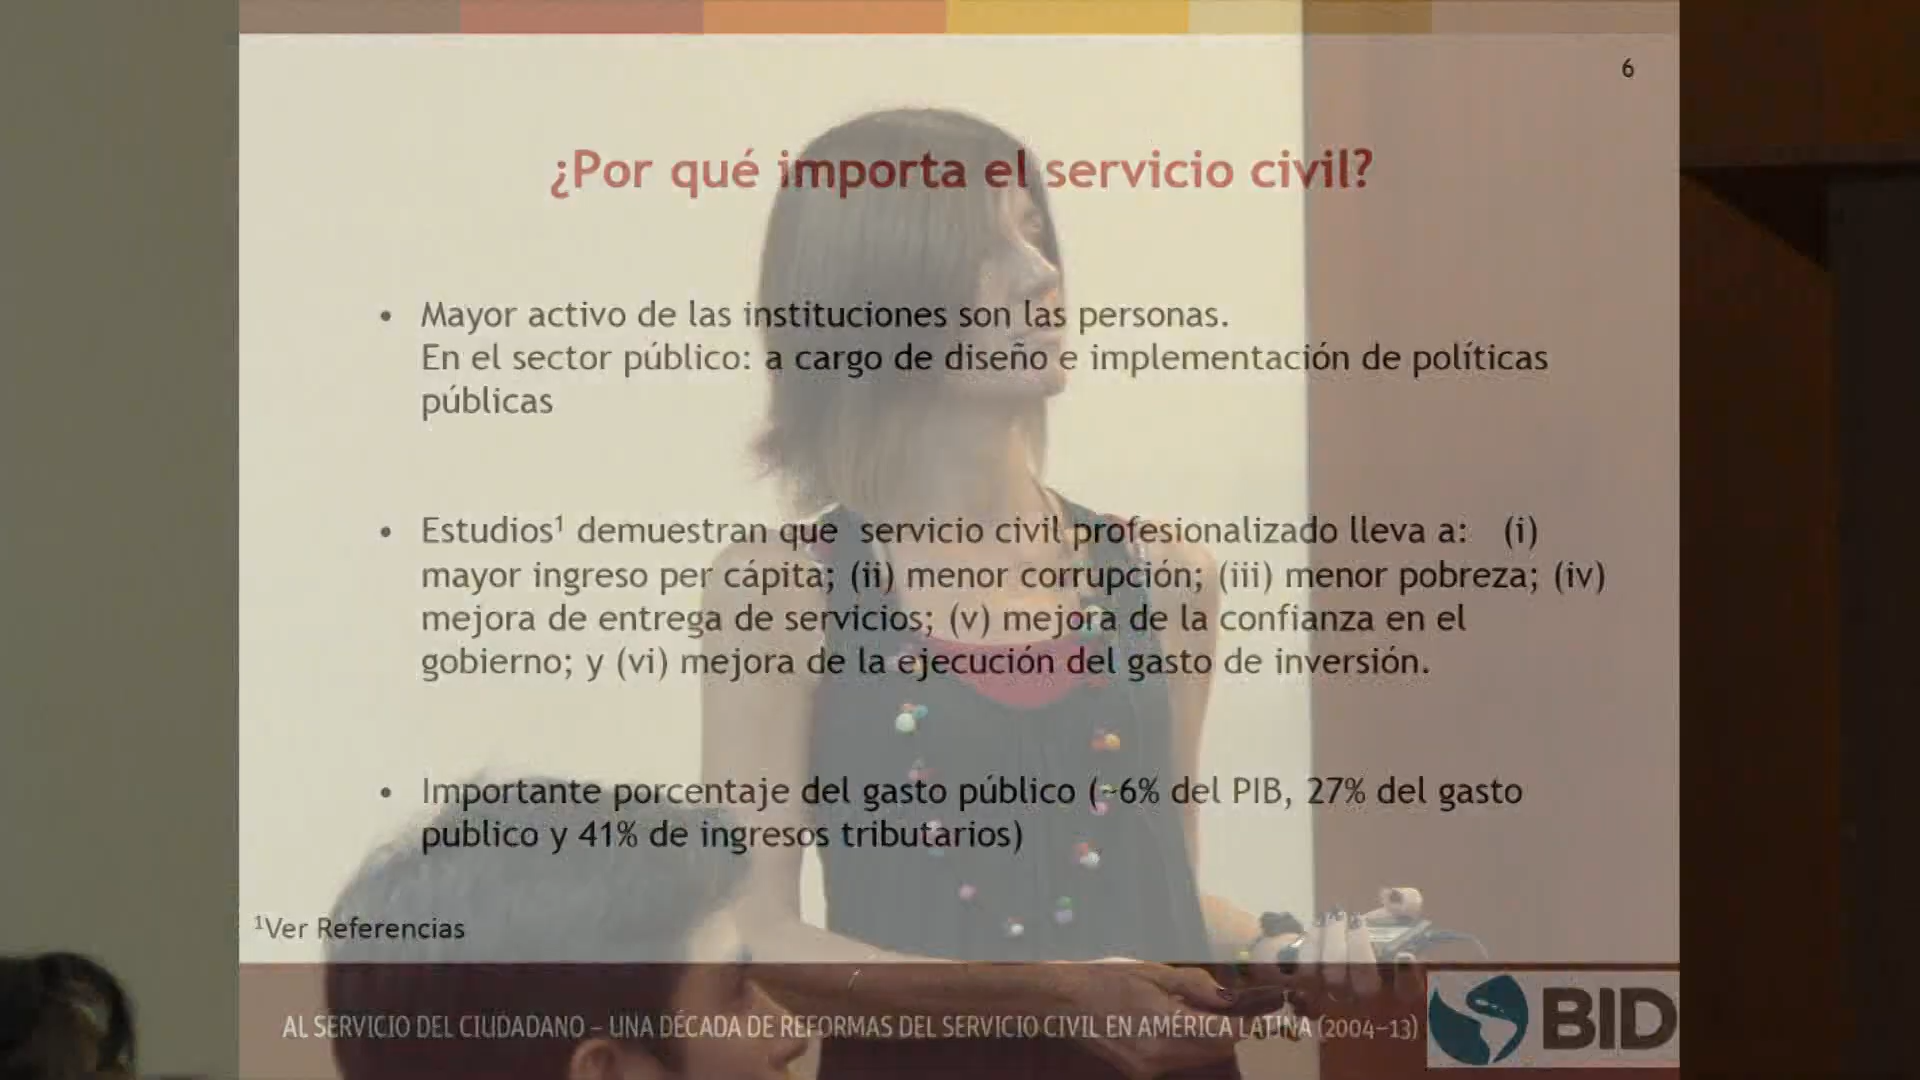 6
¿Por qué importa el servicio civil?
• Mayor activo de las instituciones son las personas.
En el sector público: a cargo de diseño e implementación de políticas
públicas
• Estudios¹ demuestran que servicio civil profesionalizado lleva a: (i)
mayor ingreso per cápita; (ii) menor corrupción; (iii) menor pobreza; (iv)
mejora de entrega de servicios; (v) mejora de la confianza en el
gobierno; y (vi) mejora de la ejecución del gasto de inversión.
• Importante porcentaje del gasto público (~6% del PIB, 27% del gasto
publico y 41% de ingresos tributarios)
¹Ver Referencias
AL SERVICIO DEL CIUDADANO – UNA DÉCADA DE REFORMAS DEL SERVICIO CIVIL EN AMÉRICA LATINA (2004–13)
BID